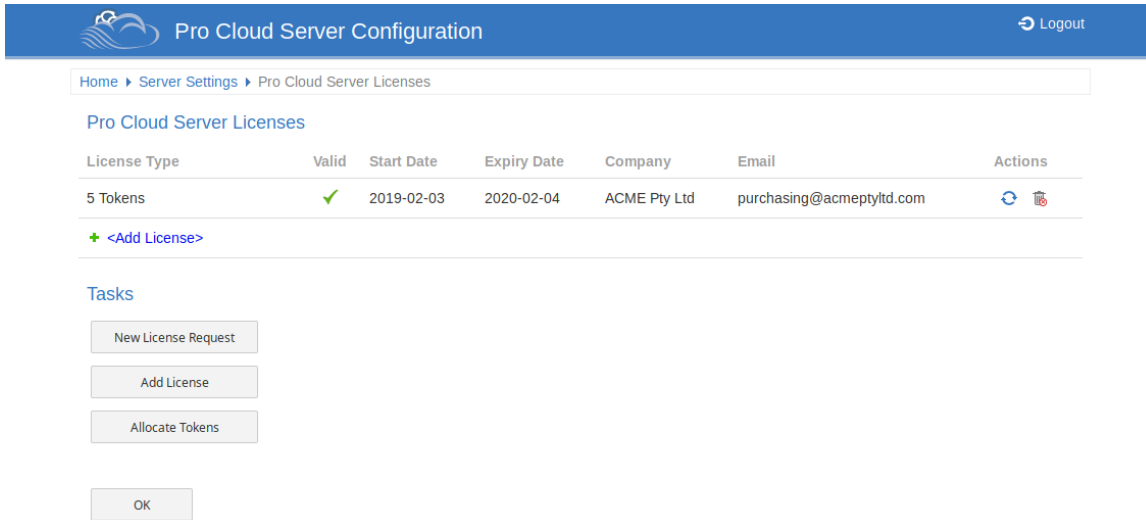 Pro Cloud Server Configuration
Logout
Home Server Settings Pro Cloud Server Licenses
Pro Cloud Server Licenses
License Type Valid Start Date Expiry Date Company Email Actions
5 Tokens 2019-02-03 2020-02-04 ACME Pty Ltd purchasing@acmeptyltd.com
<Add License>
Tasks
New License Request
Add License
Allocate Tokens
OK